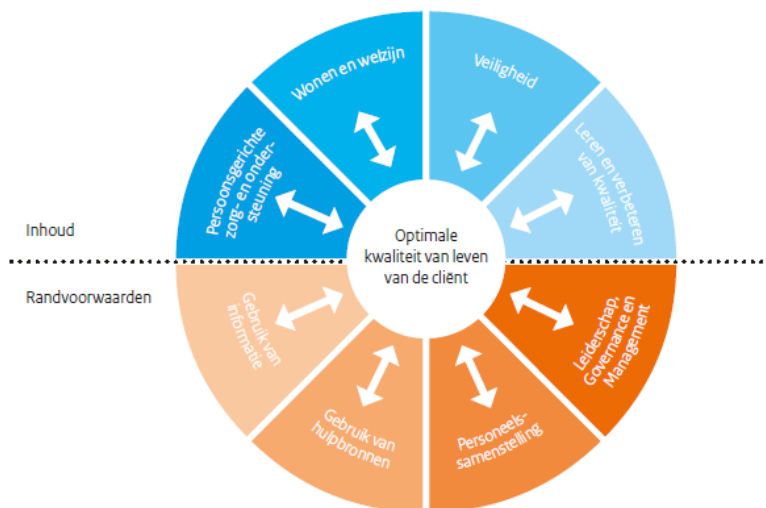 Wonen en welzijn
Veiligheid
Persoonsgerichte
zorg- en onder-
steuning
Leren en verbeteren
van kwaliteit
Inhoud
Optimale
kwaliteit van leven
van de cliënt
Randvoorwaarden
Gebruik van
informatie
Leiderschap,
Governance en
Management
Gebruik van
hulpbronnen
Personeels-
samenstelling